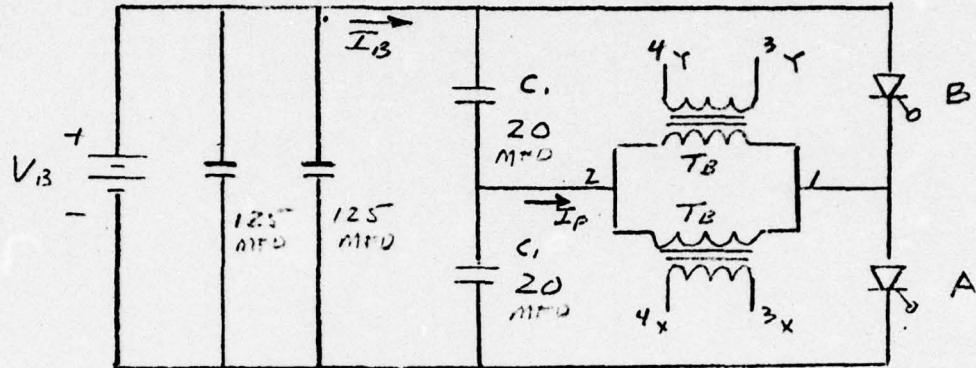 I_B
4 Y
3 Y
C₁
B
20
MFD
+
V_B
T_B
2
1
-
125
MFD
125
MFD
I_P
T_B
C₁
20
MFD
A
4 X
3 X